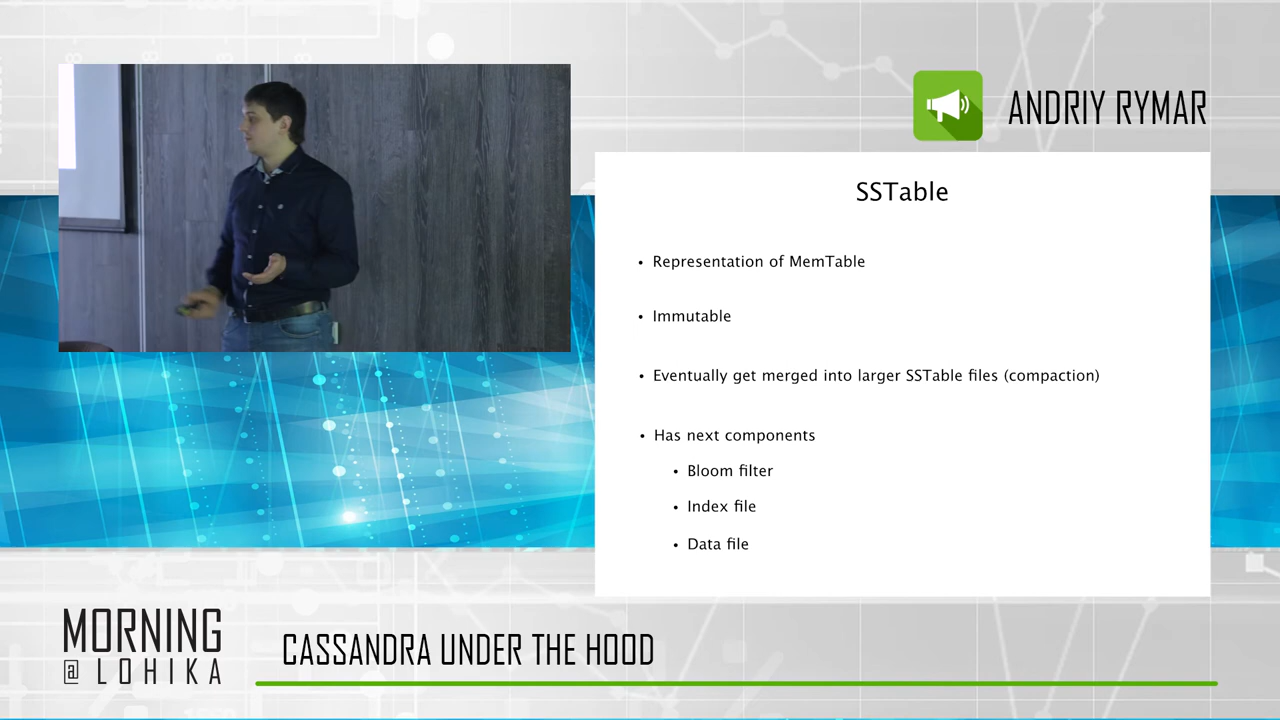 ANDRIY RYMAR
SSTable
• Representation of MemTable
• Immutable
• Eventually get merged into larger SSTable files (compaction)
• Has next components
• Bloom filter
• Index file
• Data file
MORNING
@ LOHIKA
CASSANDRA UNDER THE HOOD